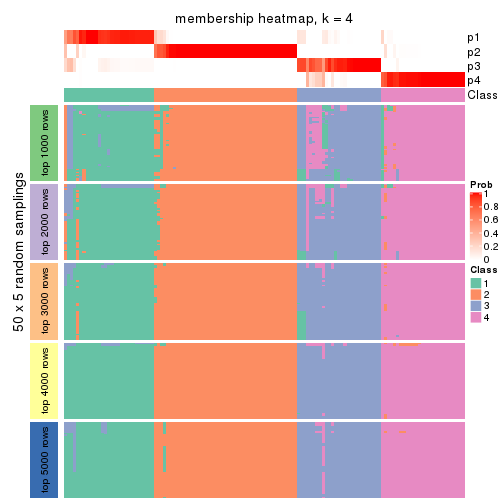 membership heatmap, k = 4
p1
p2
p3
p4
Class
50 x 5 random samplings
top 1000 rows
top 2000 rows
top 3000 rows
top 4000 rows
top 5000 rows
Prob
1
0.8
0.6
0.4
0.2
0
Class
1
2
3
4